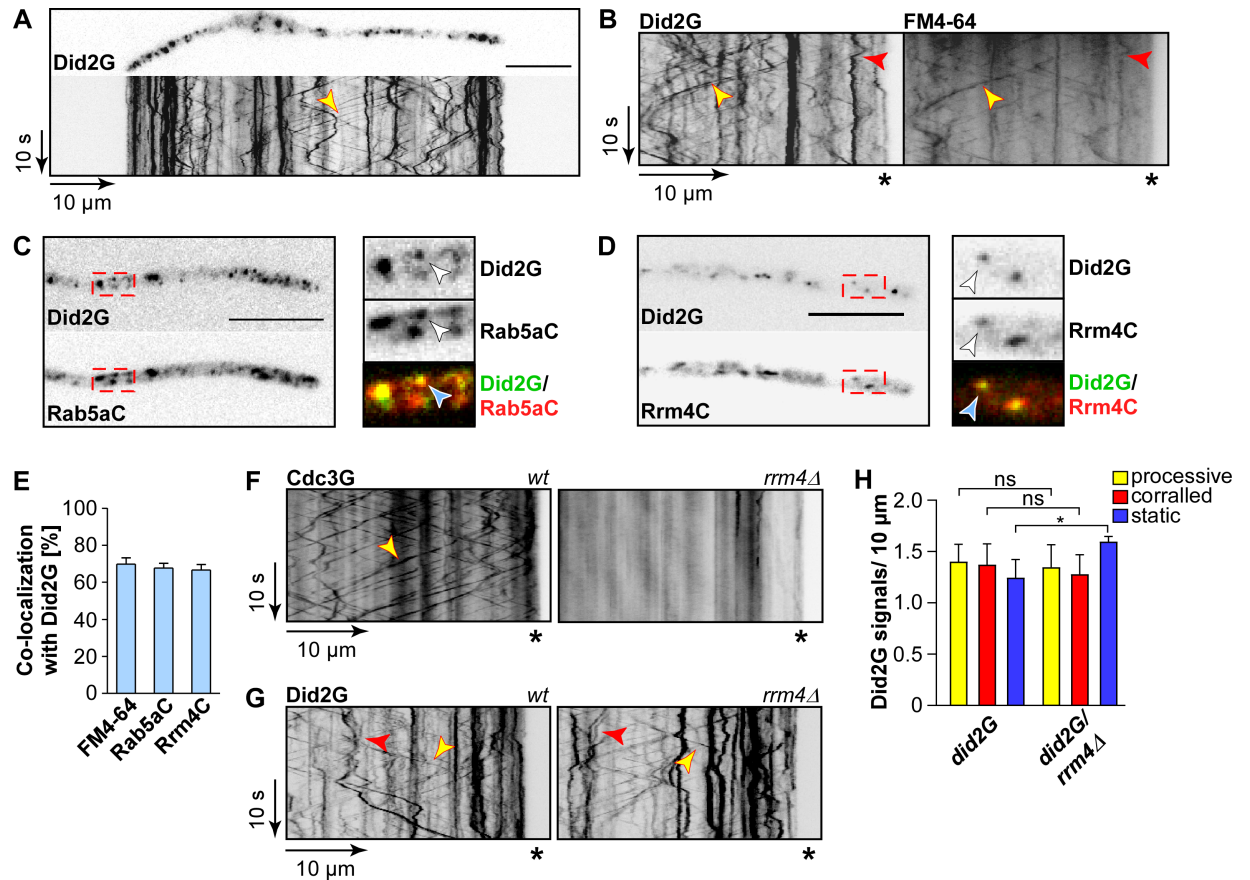 A
Did2G
10 s
10 µm
B
Did2G
FM4-64
10 s
10 µm
*
*
C
Did2G
Rab5aC
Did2G
Rab5aC
Did2G/
Rab5aC
D
Did2G
Rrm4C
Did2G
Rrm4C
Did2G/
Rrm4C
E
Co-localization
with Did2G [%]
100
80
60
40
20
0
FM4-64
Rab5aC
Rrm4C
F
Cdc3G
wt
rrm4Δ
10 s
10 µm
*
*
G
Did2G
wt
rrm4Δ
10 s
10 µm
*
*
H
processive
corralled
static
ns
ns
*
Did2G signals/ 10 µm
2.0
1.5
1.0
0.5
0
did2G
did2G/
rrm4Δ